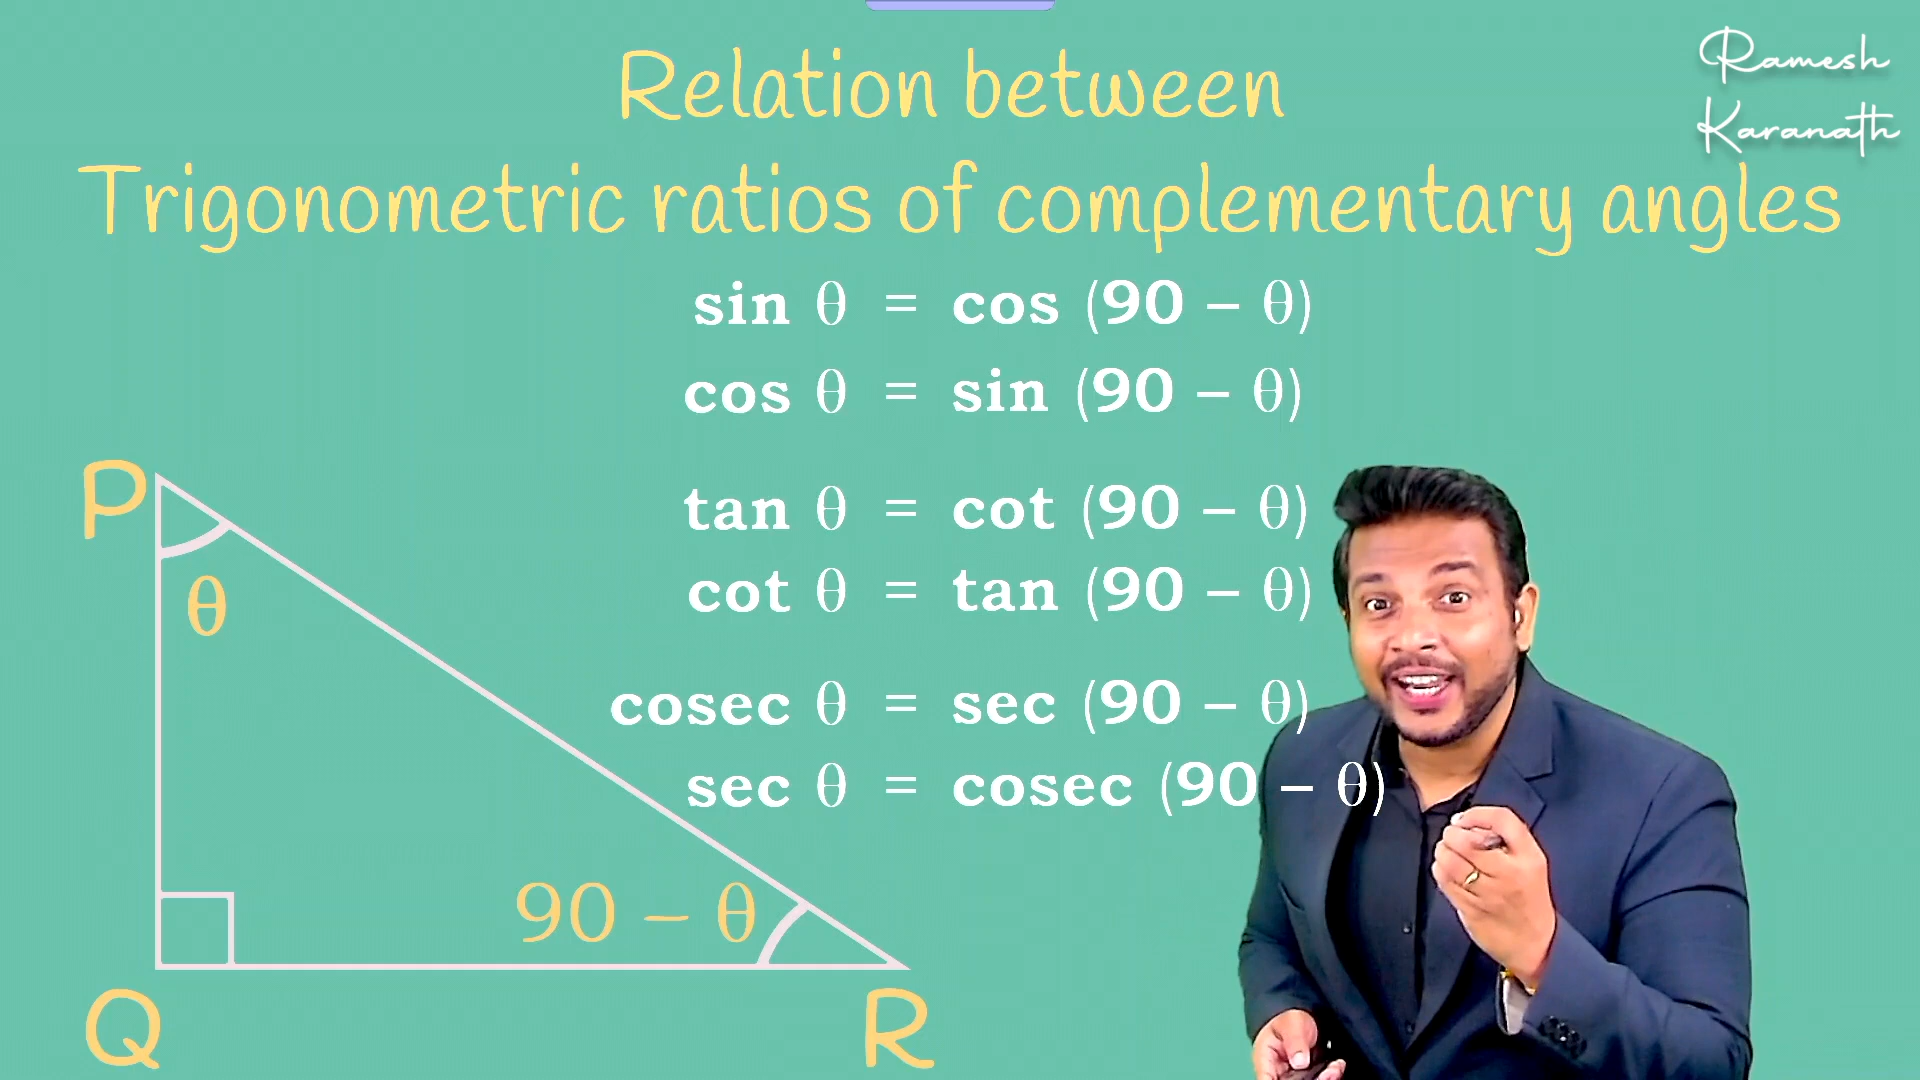 Ramesh
Karanath
Relation between
Trigonometric ratios of complementary angles
sin θ = cos (90 – θ)
cos θ = sin (90 – θ)
tan θ = cot (90 – θ)
cot θ = tan (90 – θ)
cosec θ = sec (90 – θ)
sec θ = cosec (90 – θ)
P
θ
90 – θ
Q
R